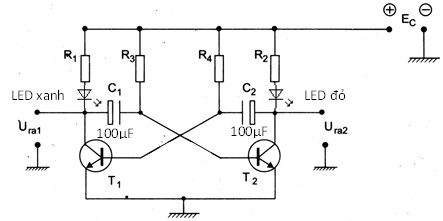 ⊕ E_C ⊖
R₁ R₃ R₄ R₂
LED xanh C₁ C₂ LED đỏ
U_ra1 100µF 100µF U_ra2
T₁ T₂